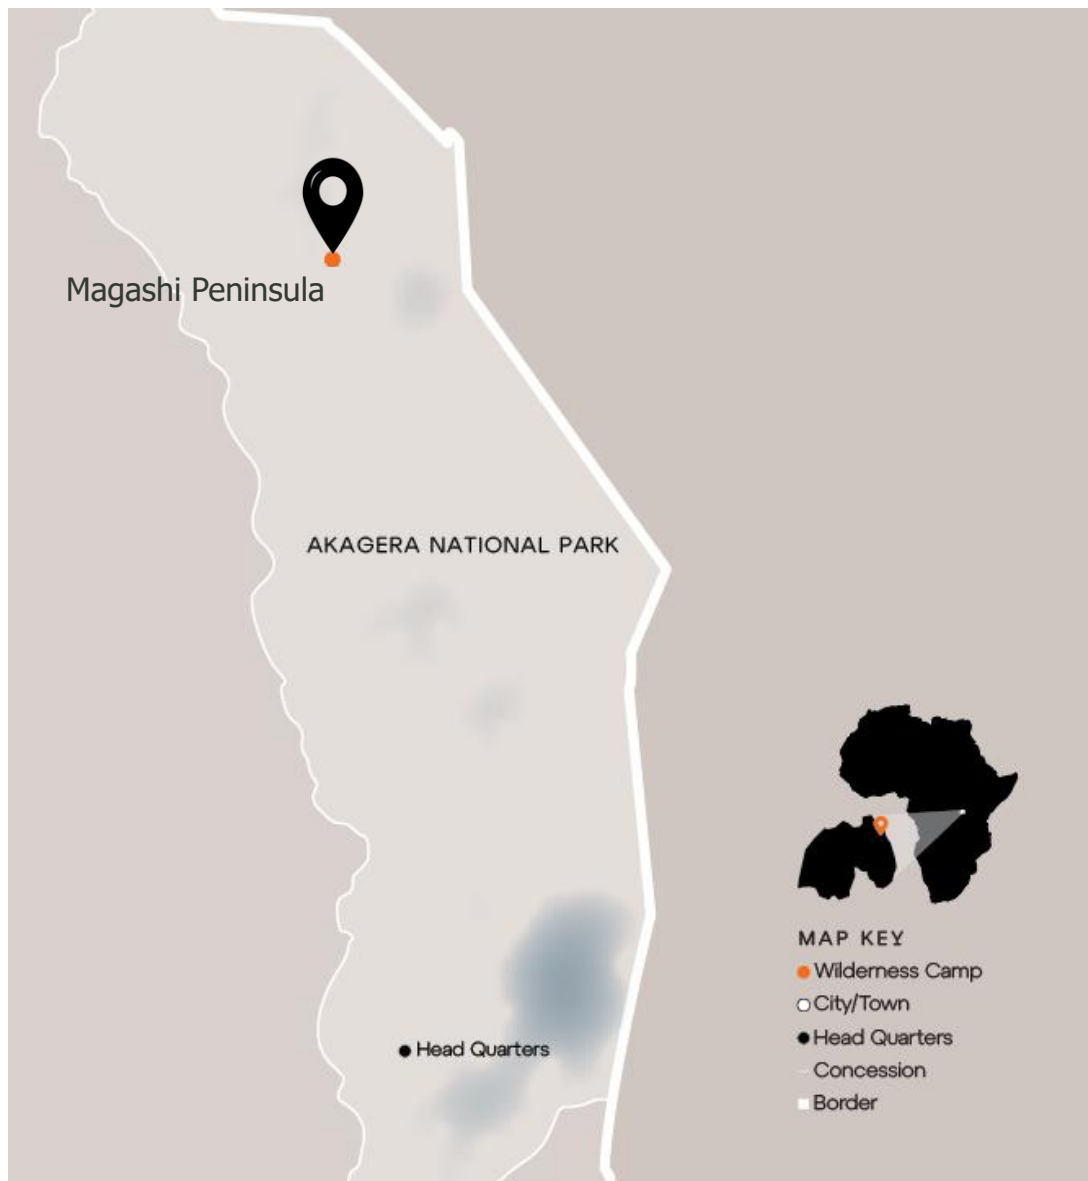 Magashi Peninsula
AKAGERA NATIONAL PARK
Head Quarters
MAP KEY
Wilderness Camp
City/Town
Head Quarters
Concession
Border